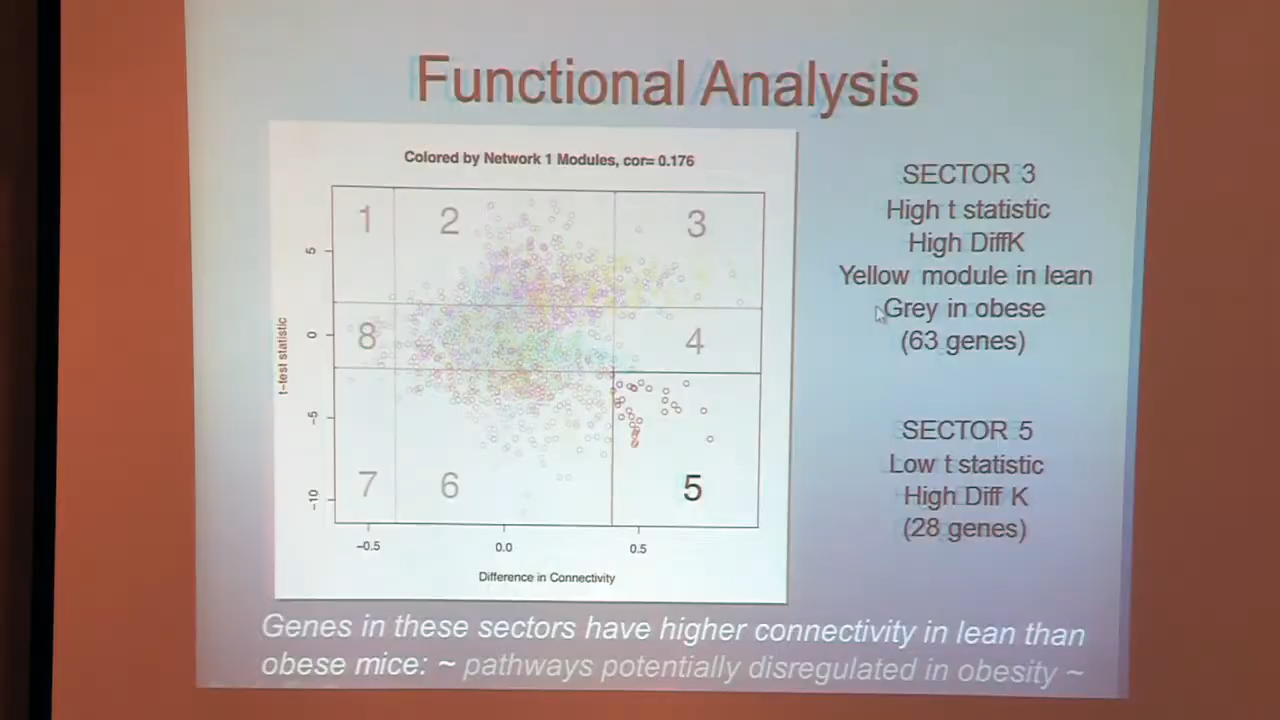 Functional Analysis
Colored by Network 1 Modules, cor= 0.176
1
2
3
8
4
7
6
5
t-test statistic
5
0
-5
-10
-0.5
0.0
0.5
Difference in Connectivity
SECTOR 3
High t statistic
High DiffK
Yellow module in lean
Grey in obese
(63 genes)
SECTOR 5
Low t statistic
High Diff K
(28 genes)
Genes in these sectors have higher connectivity in lean than
obese mice: ~ pathways potentially disregulated in obesity ~